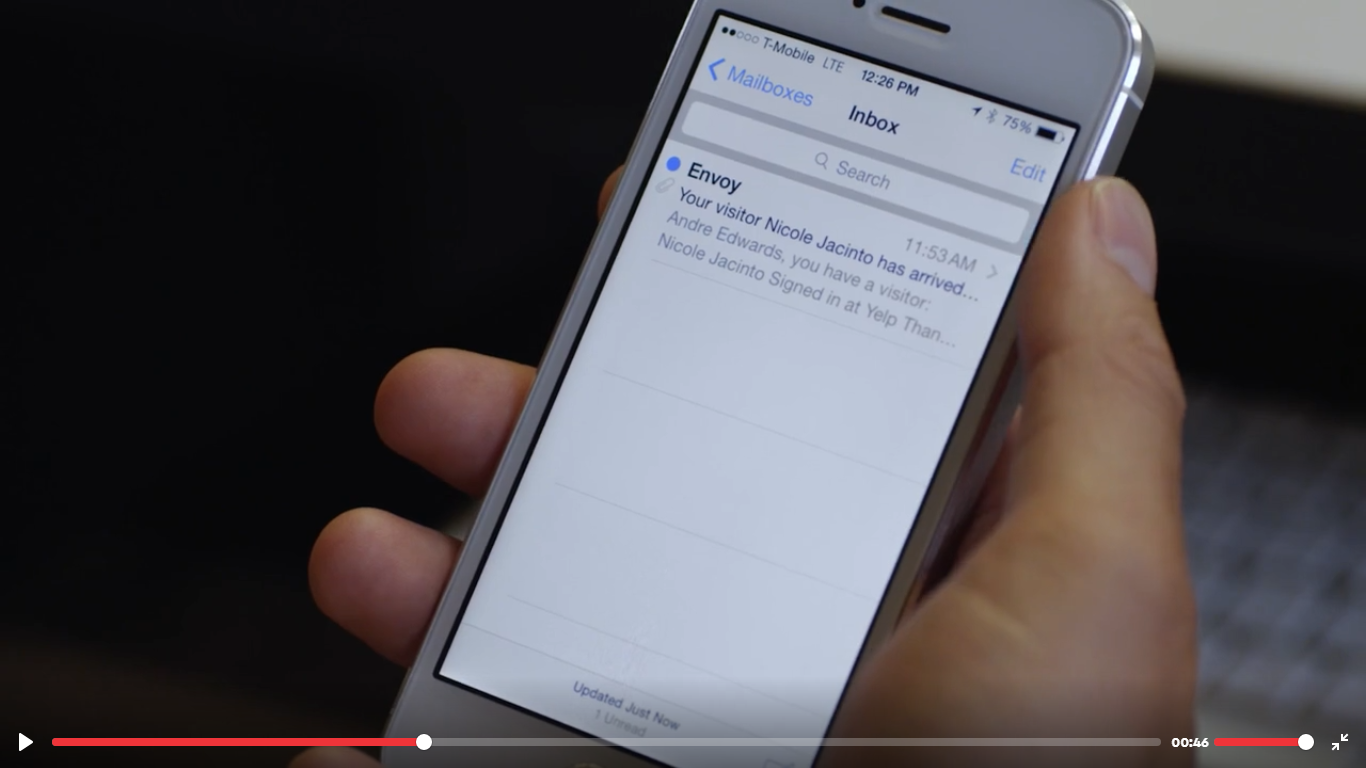 T-Mobile LTE 12:26 PM 75%
Mailboxes Inbox Edit
Search
Envoy 11:53 AM
Your visitor Nicole Jacinto has arrived...
Andre Edwards, you have a visitor:
Nicole Jacinto Signed in at Yelp Than...
Updated Just Now
1 Unread
00:46